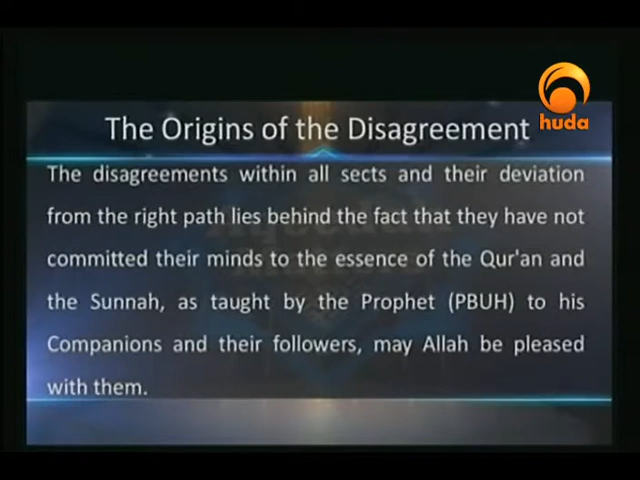 huda
The Origins of the Disagreement
The disagreements within all sects and their deviation
from the right path lies behind the fact that they have not
committed their minds to the essence of the Qur'an and
the Sunnah, as taught by the Prophet (PBUH) to his
Companions and their followers, may Allah be pleased
with them.